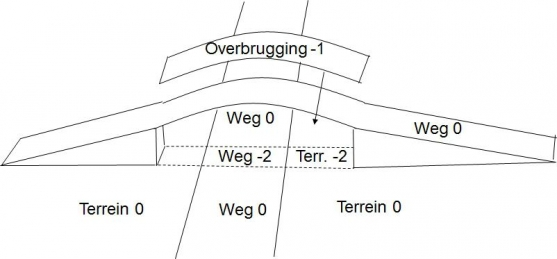 Overbrugging -1
Weg 0
Weg 0
Weg -2
Terr. -2
Terrein 0
Weg 0
Terrein 0